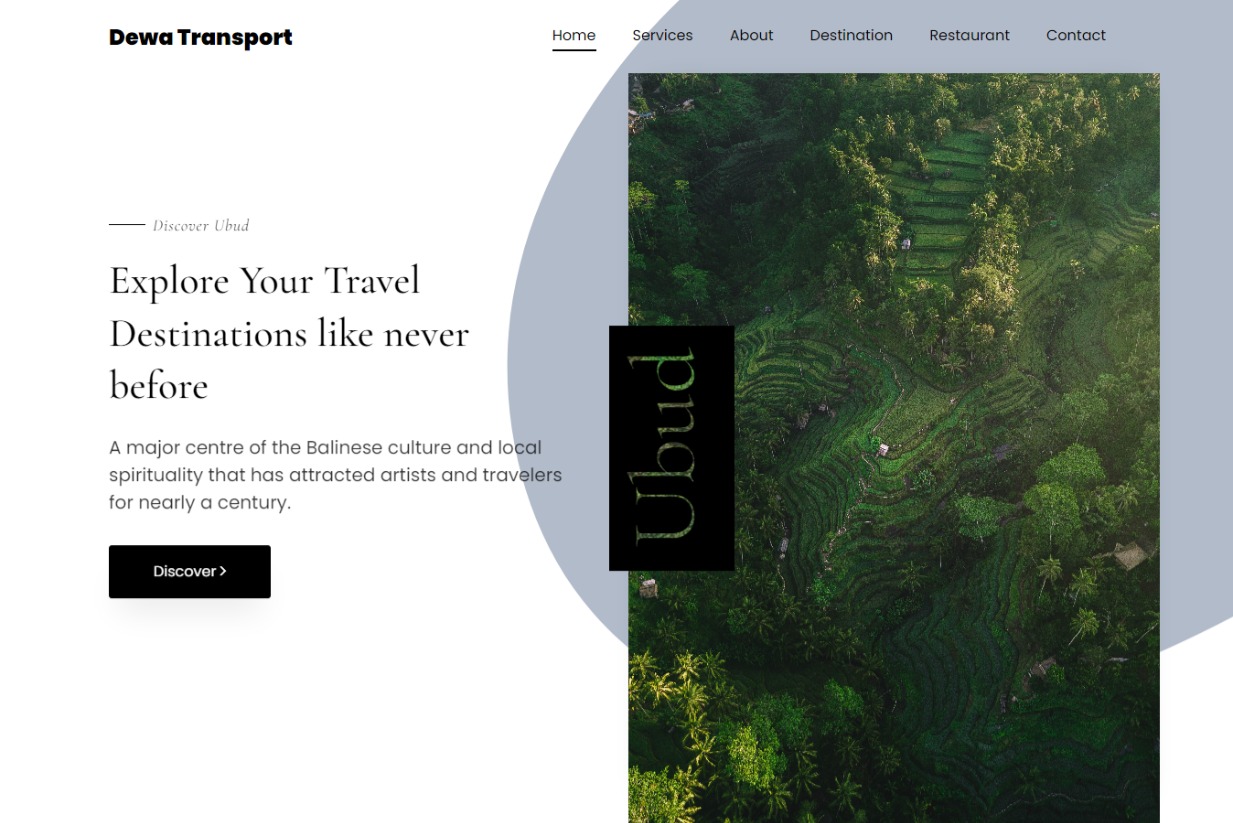 Dewa Transport
Home Services About Destination Restaurant Contact
Discover Ubud
Explore Your Travel
Destinations like never
before
A major centre of the Balinese culture and local
spirituality that has attracted artists and travelers
for nearly a century.
Discover >
Ubud